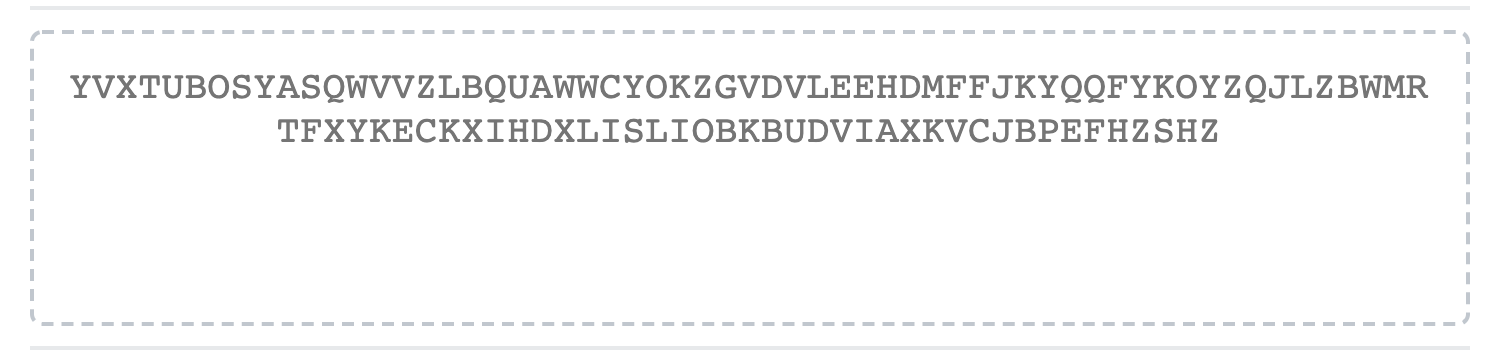 YVXTUBOSYASQWVVZLBQUAWWCYOKZGVDVLEEHDMFFJKYQQFYKOYZQJLZBWMR
TFXYKECKXIHDXLISLIOBKBUDVIAXKVCJBPEFHZSHZ